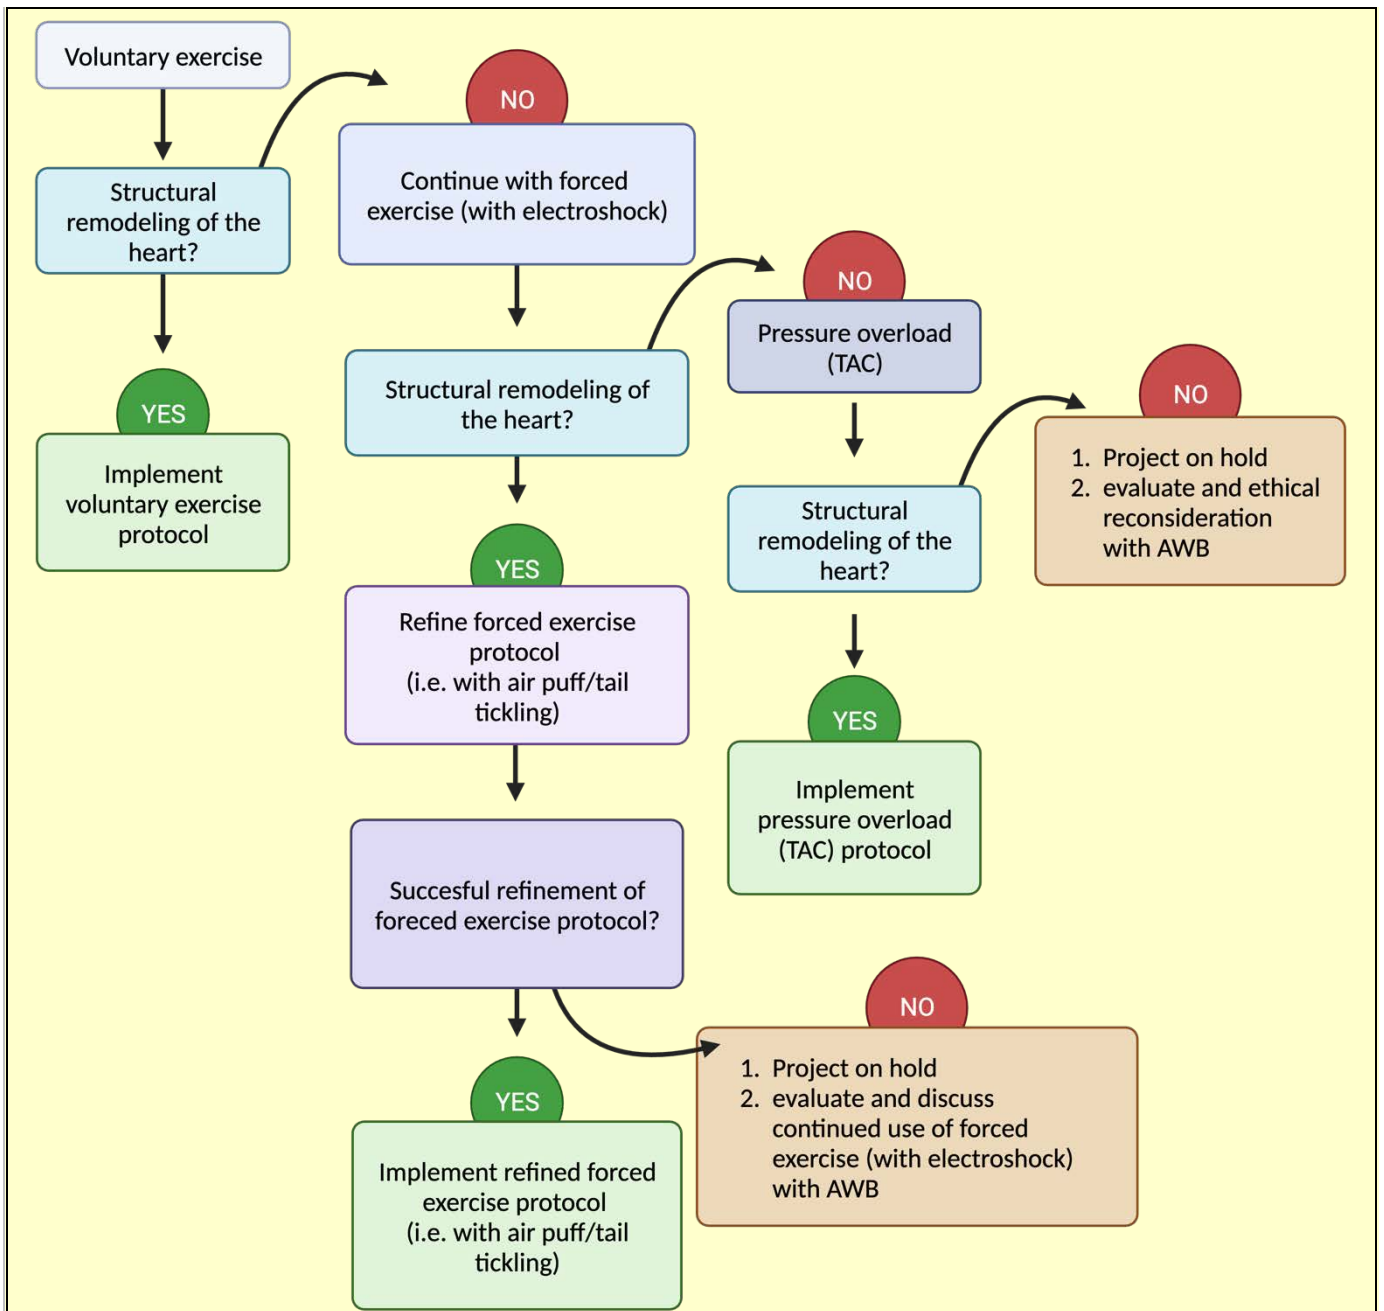 Voluntary exercise
Structural
remodeling of the
heart?
YES
Implement
voluntary exercise
protocol
NO
Continue with forced
exercise (with electroshock)
Structural remodeling of
the heart?
YES
Refine forced exercise
protocol
(i.e. with air puff/tail
tickling)
Succesful refinement of
foreced exercise protocol?
YES
Implement refined forced
exercise protocol
(i.e. with air puff/tail
tickling)
NO
1. Project on hold
2. evaluate and discuss
continued use of forced
exercise (with electroshock)
with AWB
NO
Pressure overload
(TAC)
Structural
remodeling of the
heart?
YES
Implement
pressure overload
(TAC) protocol
NO
1. Project on hold
2. evaluate and ethical
reconsideration
with AWB